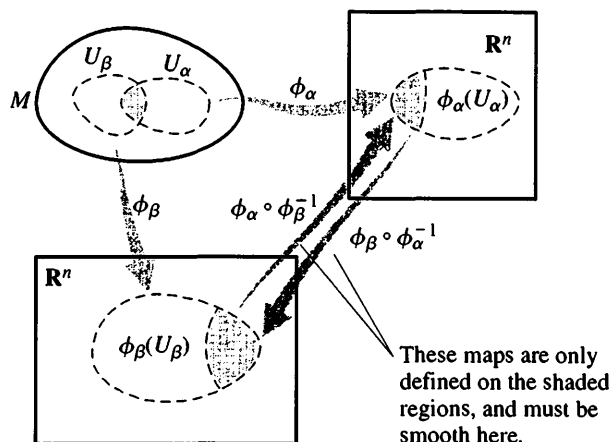 R^n
U_β U_α
M
ϕ_α
ϕ_α(U_α)
ϕ_β
ϕ_α ∘ ϕ_β^{-1}
ϕ_β ∘ ϕ_α^{-1}
R^n
ϕ_β(U_β)
These maps are only
defined on the shaded
regions, and must be
smooth here.